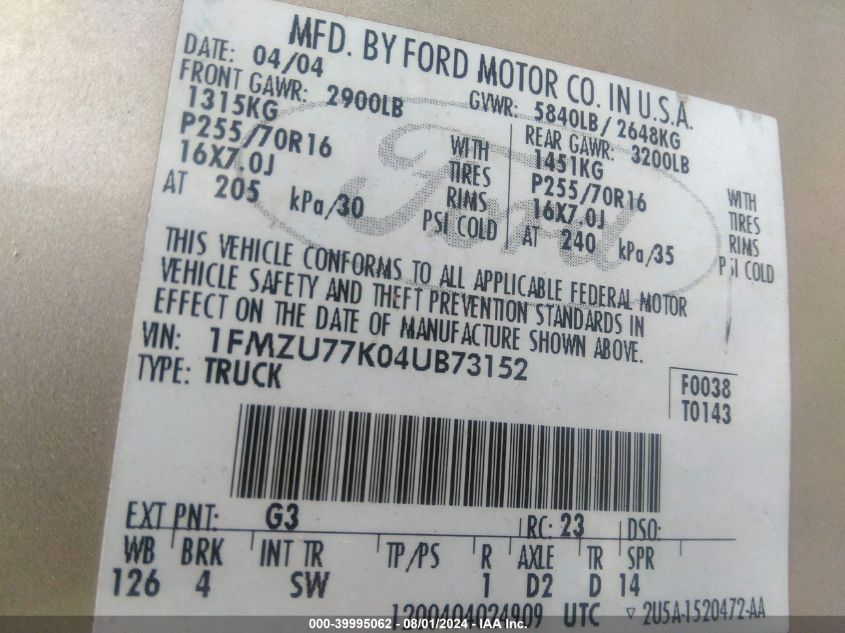 MFD. BY FORD MOTOR CO. IN U.S.A.
DATE: 04/04 GVWR: 5840LB/ 2648KG
FRONT GAWR: 2900LB REAR GAWR: 3200LB
1315KG WITH 1451KG WITH
P255/70R16 TIRES P255/70R16 TIRES
16X7.0J RIMS 16X7.0J RIMS
AT 205 kPa/30 PSI COLD AT 240 kPa/35 PSI COLD
Ford
THIS VEHICLE CONFORMS TO ALL APPLICABLE FEDERAL MOTOR
VEHICLE SAFETY AND THEFT PREVENTION STANDARDS IN
EFFECT ON THE DATE OF MANUFACTURE SHOWN ABOVE.
VIN: 1FMZU77K04UB73152
TYPE: TRUCK
F0038
T0143
EXT PNT: G3 RC: 23 DSO:
WB BRK INT TR TP/PS R AXLE TR SPR
126 4 SW 1 D2 D 14
1200404024909 UTC ▽ 2U5A-1520472-AA
000-39995062 - 08/01/2024 - IAA Inc.